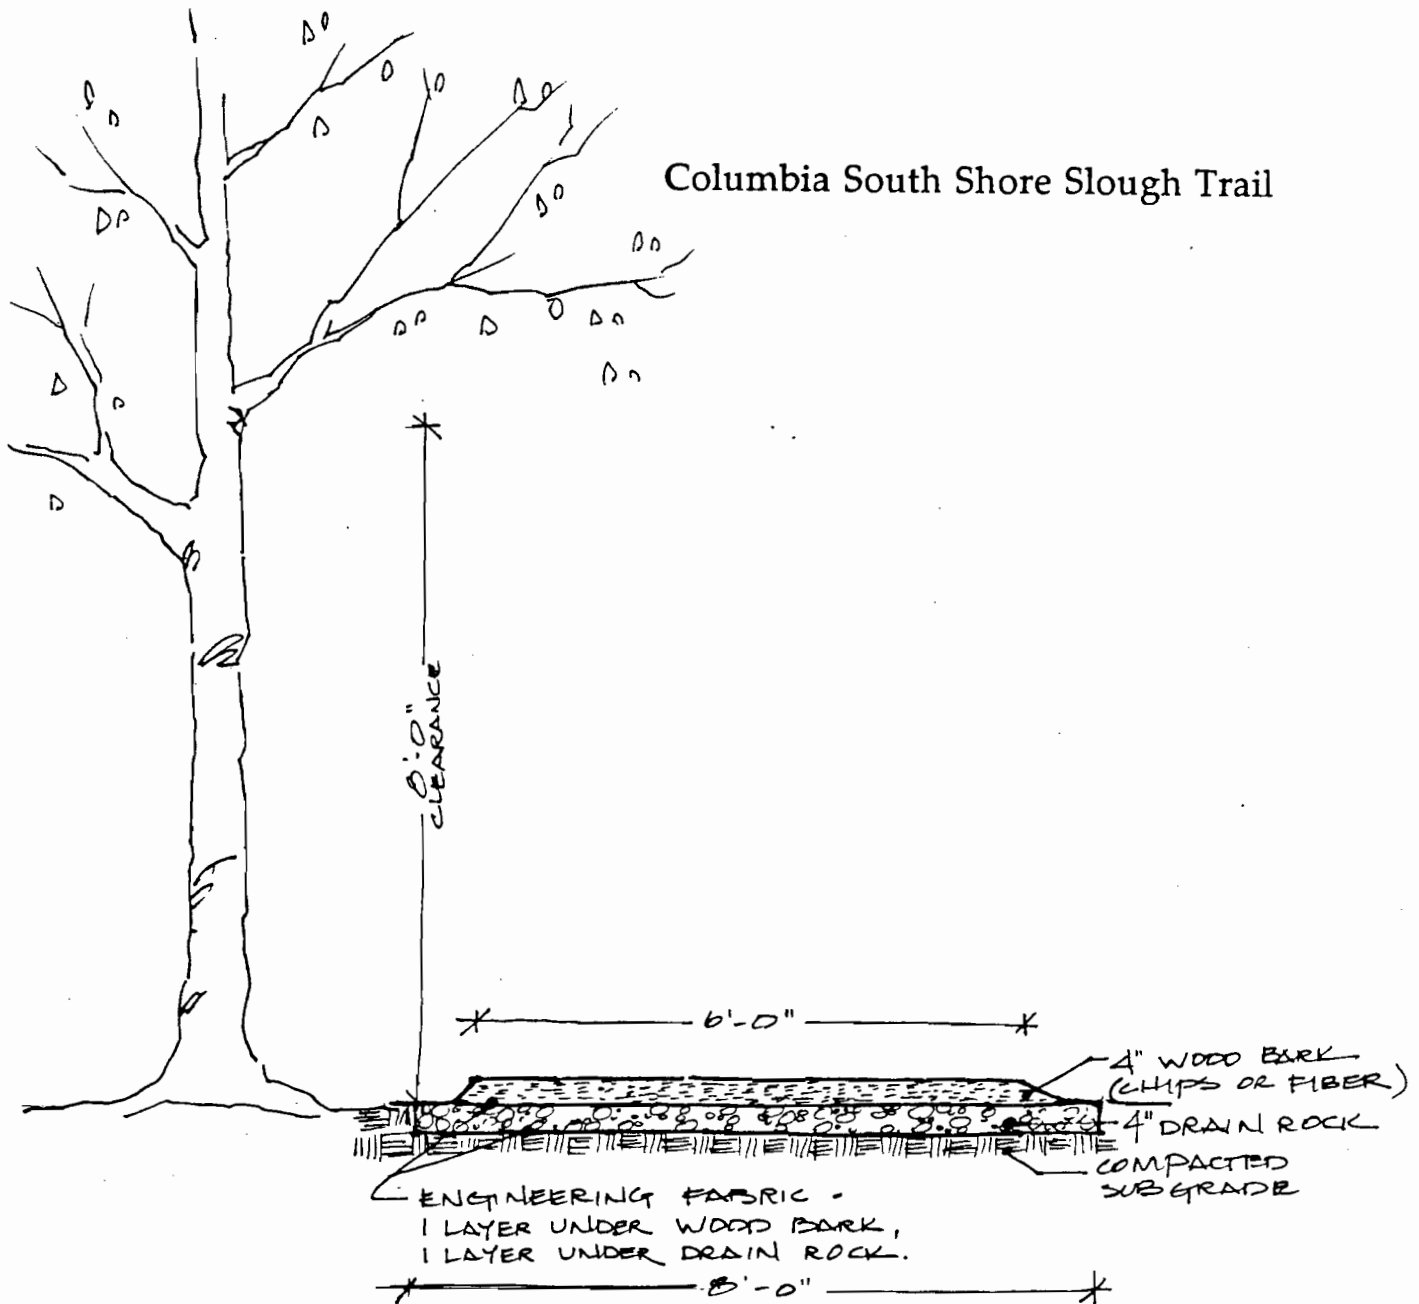 Columbia South Shore Slough Trail
8'-0"
CLEARANCE
6'-0"
4" WOOD BARK
(CHIPS OR FIBER)
4" DRAIN ROCK
COMPACTED
SUBGRADE
ENGINEERING FABRIC -
1 LAYER UNDER WOOD BARK,
1 LAYER UNDER DRAIN ROCK.
8'-0"